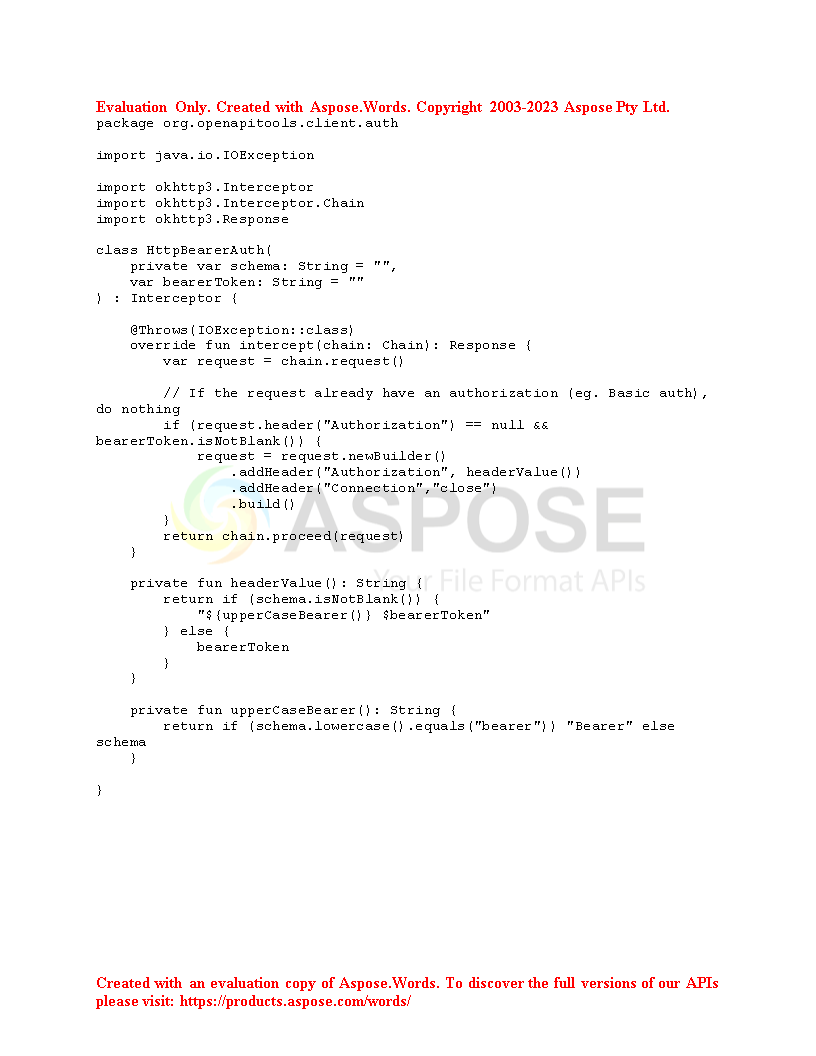 Evaluation Only. Created with Aspose.Words. Copyright 2003-2023 Aspose Pty Ltd.
package org.openapitools.client.auth

import java.io.IOException

import okhttp3.Interceptor
import okhttp3.Interceptor.Chain
import okhttp3.Response

class HttpBearerAuth(
    private var schema: String = "",
    var bearerToken: String = ""
) : Interceptor {

    @Throws(IOException::class)
    override fun intercept(chain: Chain): Response {
        var request = chain.request()

        // If the request already have an authorization (eg. Basic auth),
do nothing
        if (request.header("Authorization") == null &&
bearerToken.isNotBlank()) {
            request = request.newBuilder()
                .addHeader("Authorization", headerValue())
                .addHeader("Connection","close")
                .build()
        }
        return chain.proceed(request)
    }
ASPOSE
Your File Format APIs

    private fun headerValue(): String {
        return if (schema.isNotBlank()) {
            "${upperCaseBearer()} $bearerToken"
        } else {
            bearerToken
        }
    }

    private fun upperCaseBearer(): String {
        return if (schema.lowercase().equals("bearer")) "Bearer" else
schema
    }

}
Created with an evaluation copy of Aspose.Words. To discover the full versions of our APIs
please visit: https://products.aspose.com/words/